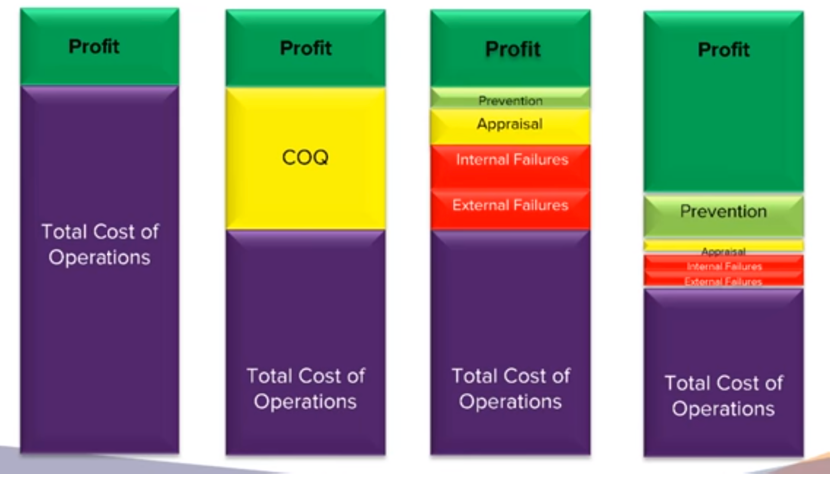 Profit
Total Cost of
Operations
Profit
COQ
Total Cost of
Operations
Profit
Prevention
Appraisal
Internal Failures
External Failures
Total Cost of
Operations
Profit
Prevention
Appraisal
Internal Failures
External Failures
Total Cost of
Operations